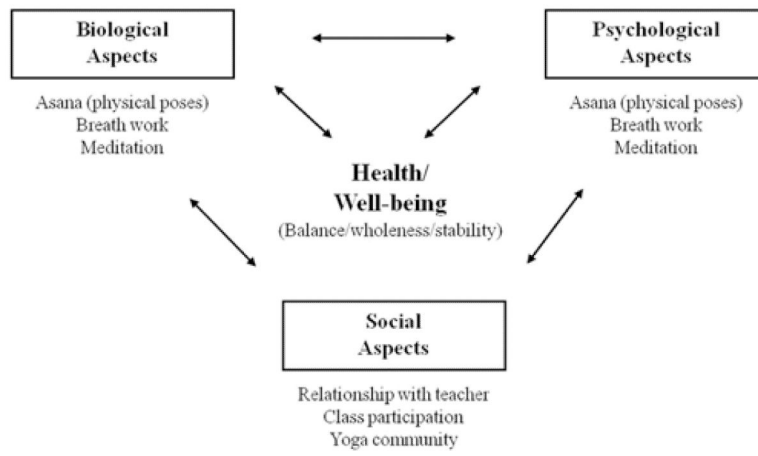 Biological
Aspects
Asana (physical poses)
Breath work
Meditation
Psychological
Aspects
Asana (physical poses)
Breath work
Meditation
Health/
Well-being
(Balance/wholeness/stability)
Social
Aspects
Relationship with teacher
Class participation
Yoga community